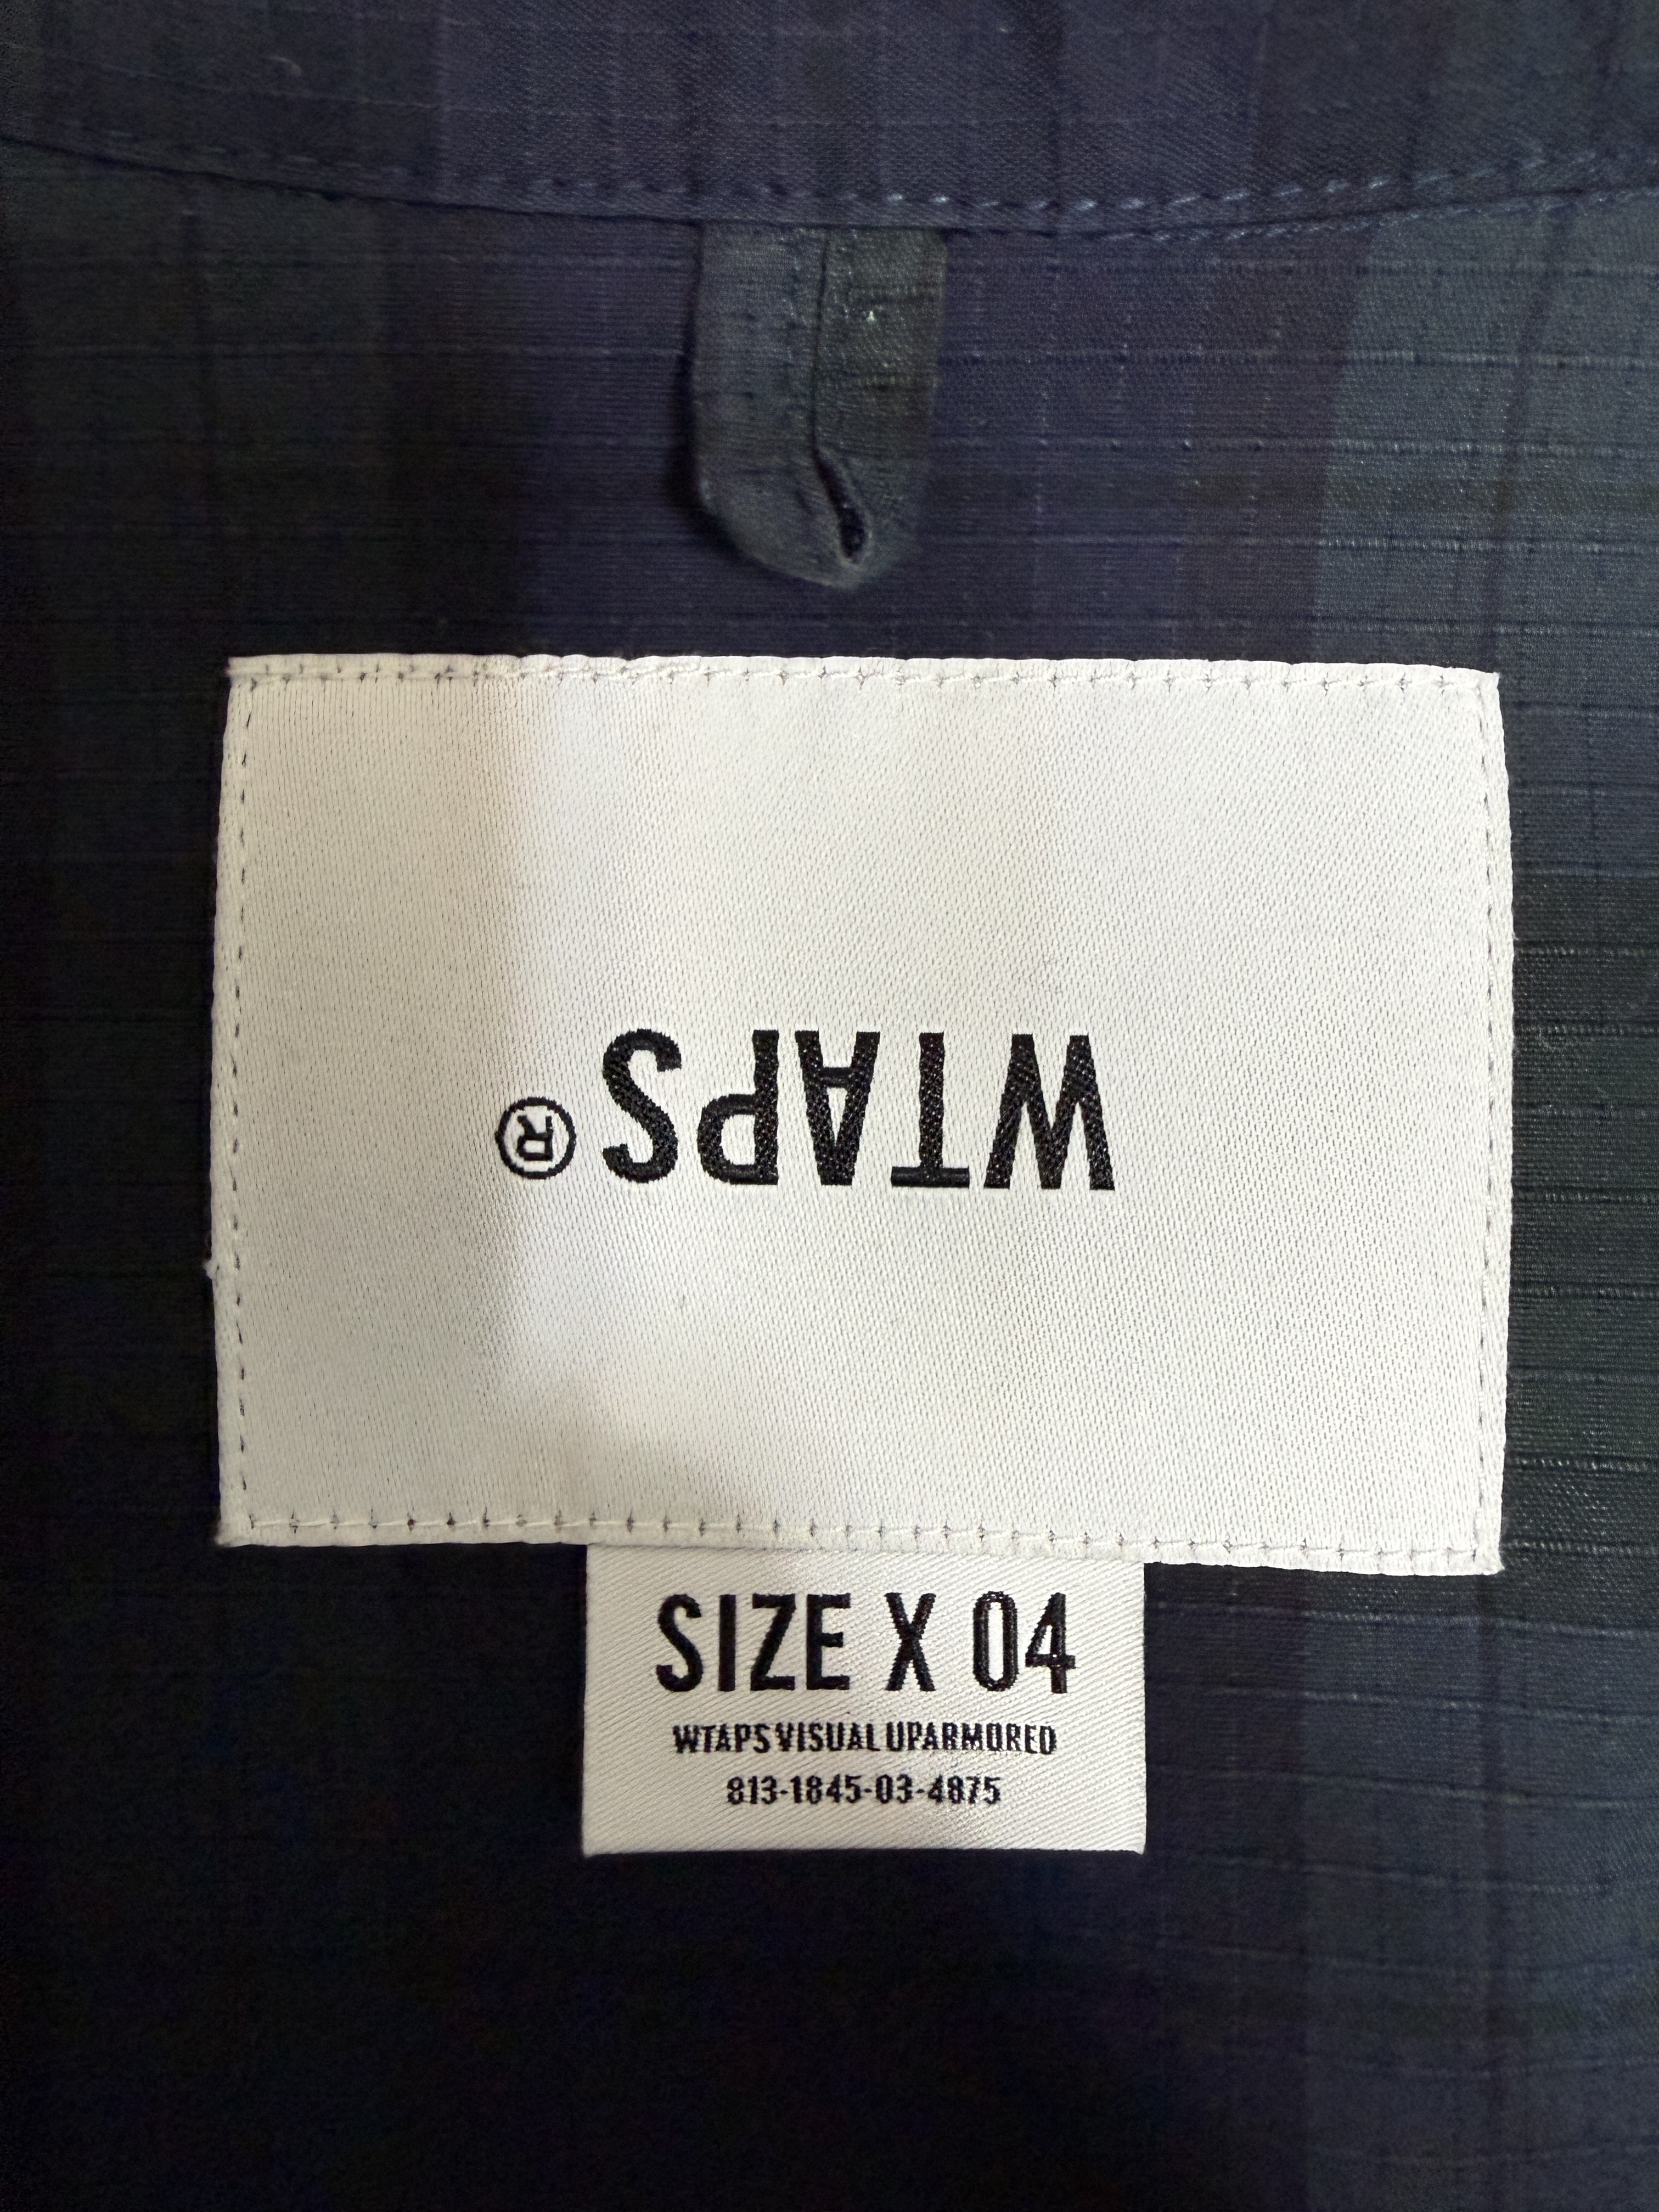 WTAPS®
SIZE X 04
WTAPS VISUAL UPARMORED
813-1845-03-4875